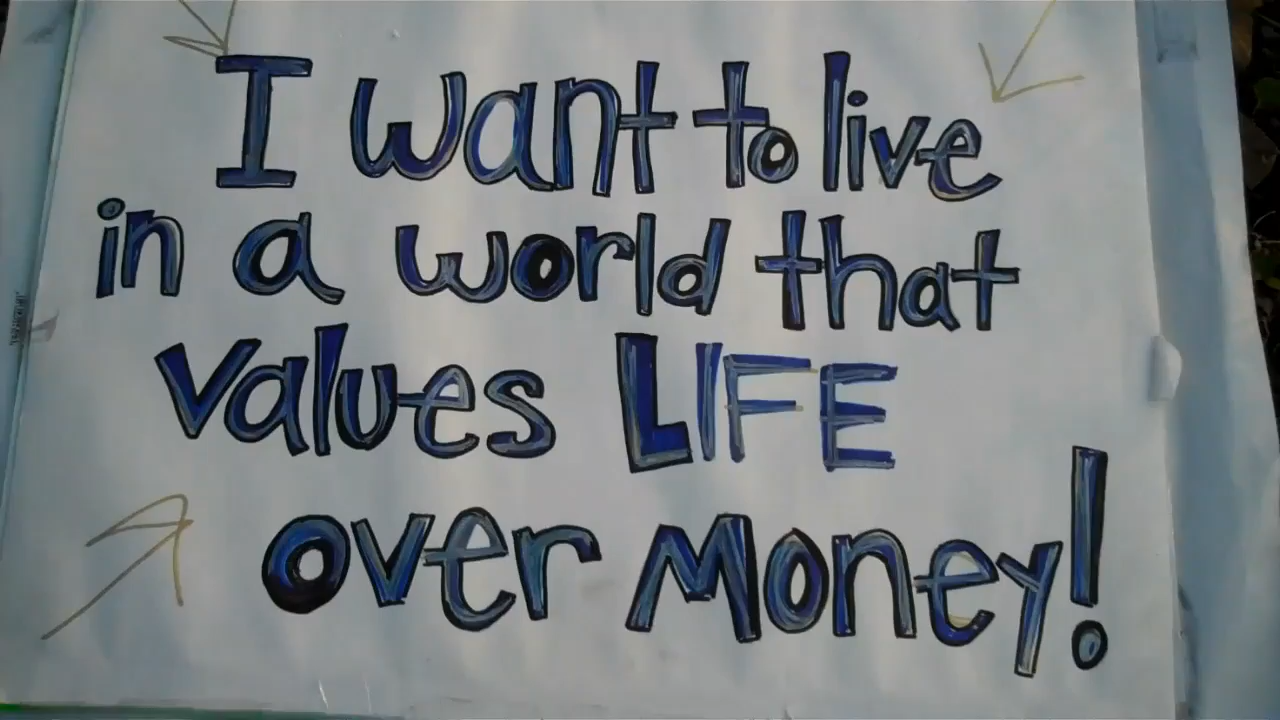 I want to live
in a world that
values LIFE
over Money!